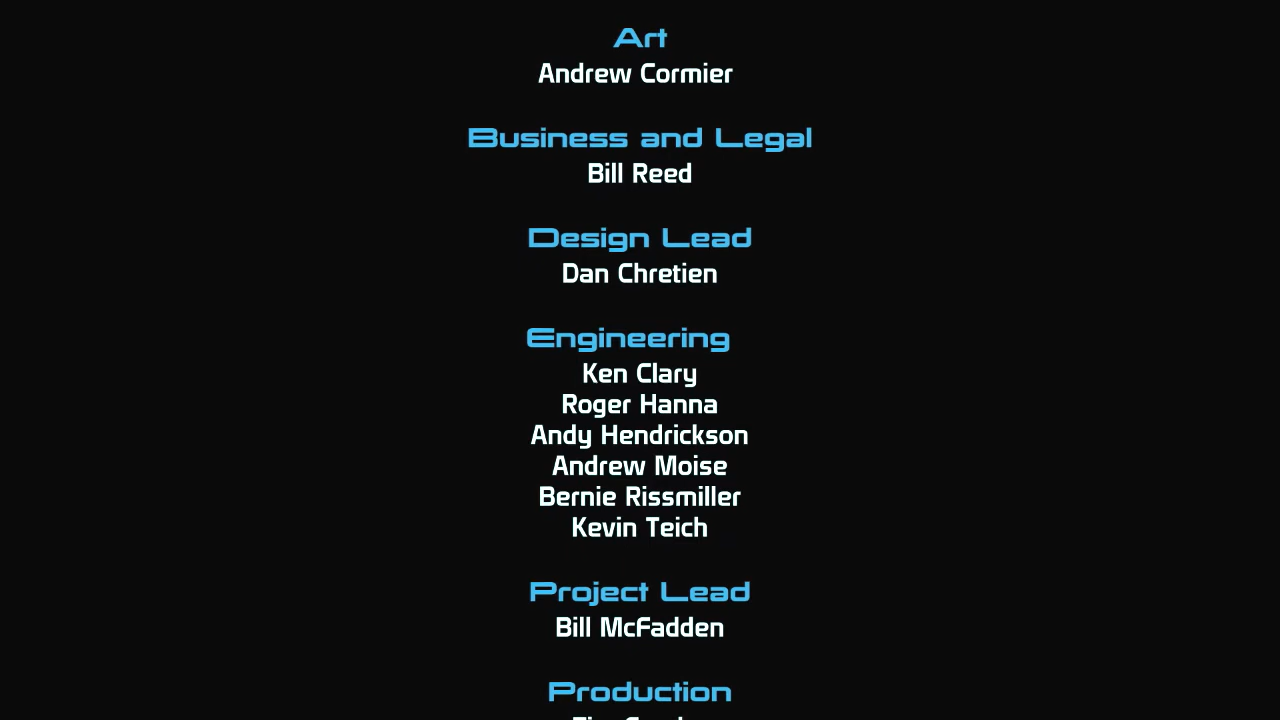 Art
Andrew Cormier
Business and Legal
Bill Reed
Design Lead
Dan Chretien
Engineering
Ken Clary
Roger Hanna
Andy Hendrickson
Andrew Moise
Bernie Rissmiller
Kevin Teich
Project Lead
Bill McFadden
Production